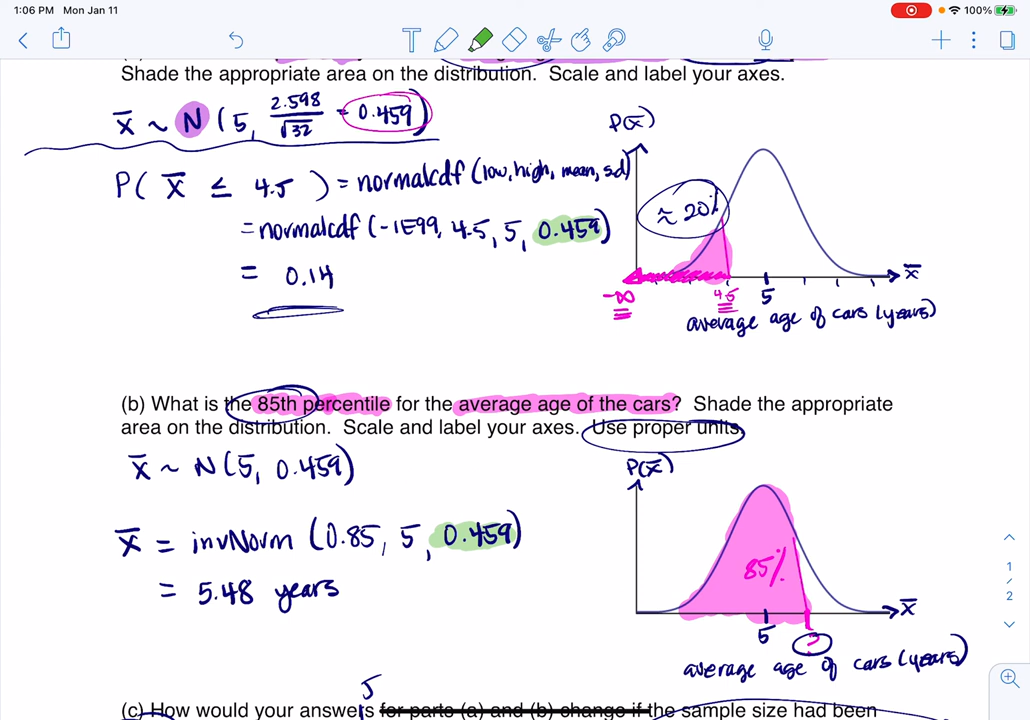 1:06 PM Mon Jan 11 100%
Shade the appropriate area on the distribution. Scale and label your axes.
X̄ ~ N (5, 2.598/√32 = 0.459)
P(X̄)
P( X̄ ≤ 4.5 ) = normalcdf (low, high, mean, s.d)
≈ 20%
= normalcdf (-1E99, 4.5, 5, 0.459)
= 0.14
X̄
-∞ 4.5 5
average age of cars (years)
(b) What is the 85th percentile for the average age of the cars? Shade the appropriate
area on the distribution. Scale and label your axes. Use proper units.
X̄ ~ N (5, 0.459)
P(X̄)
X̄ = invNorm (0.85, 5, 0.459)
85%
= 5.48 years
X̄
5 ?
average age of cars (years)
1
/
2
(c) How would your answers for parts (a) and (b) change if the sample size had been